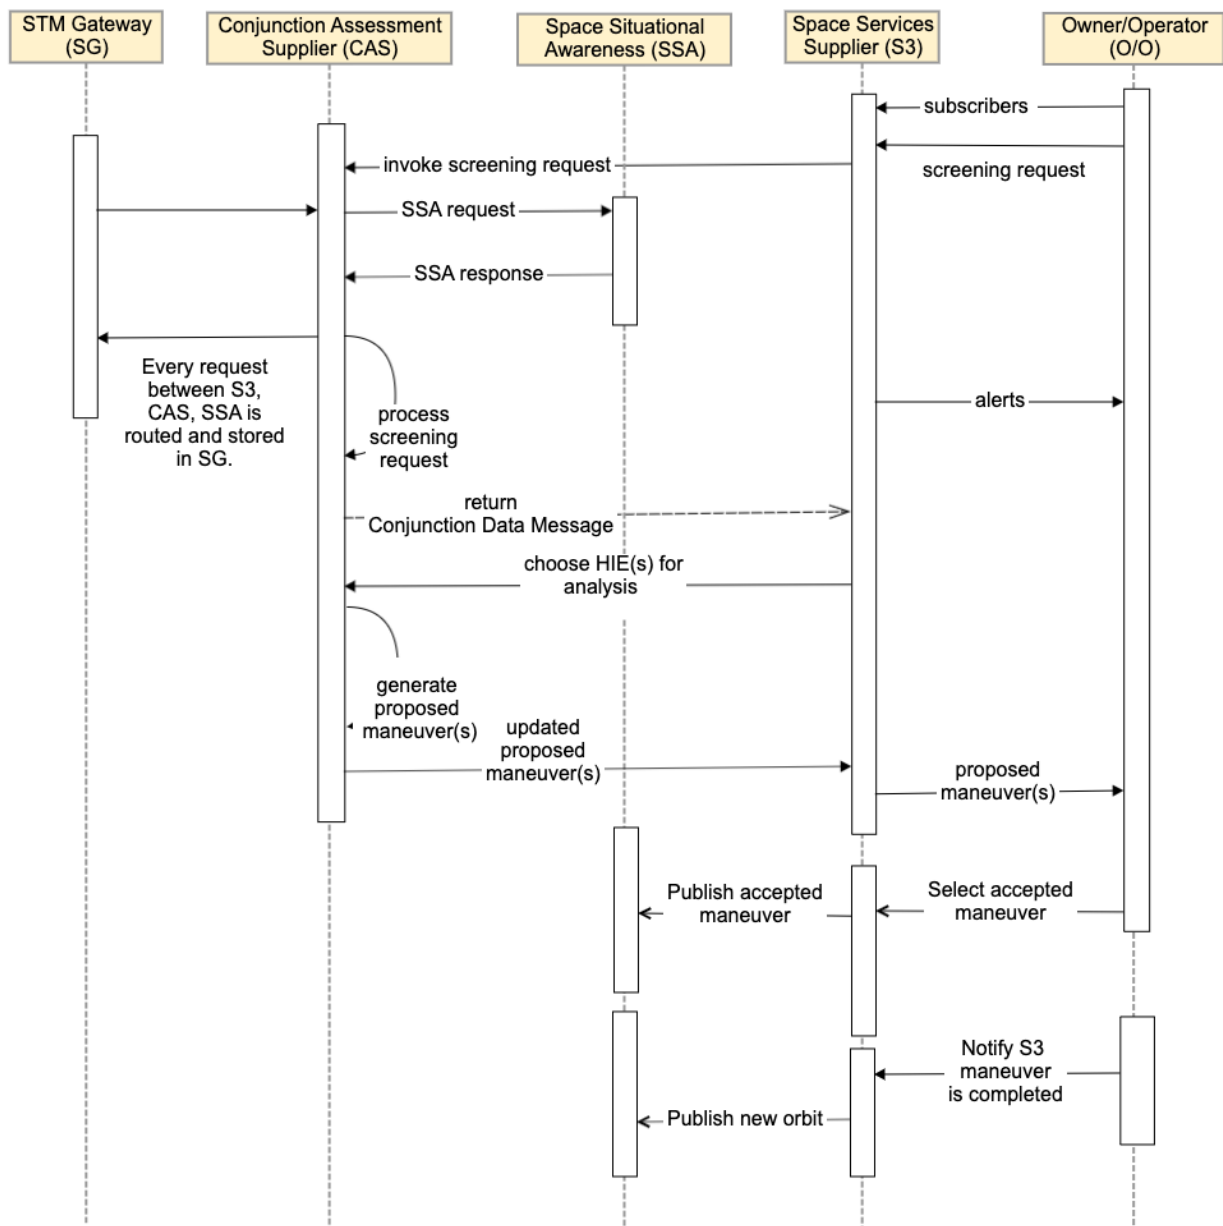 STM Gateway
(SG)
Conjunction Assessment
Supplier (CAS)
Space Situational
Awareness (SSA)
Space Services
Supplier (S3)
Owner/Operator
(O/O)
subscribers
invoke screening request
screening request
SSA request
SSA response
Every request
between S3,
CAS, SSA is
routed and stored
in SG.
process
screening
request
alerts
return
Conjunction Data Message
choose HIE(s) for
analysis
generate
proposed
maneuver(s)
updated
proposed
maneuver(s)
proposed
maneuver(s)
Publish accepted
maneuver
Select accepted
maneuver
Notify S3
maneuver
is completed
Publish new orbit